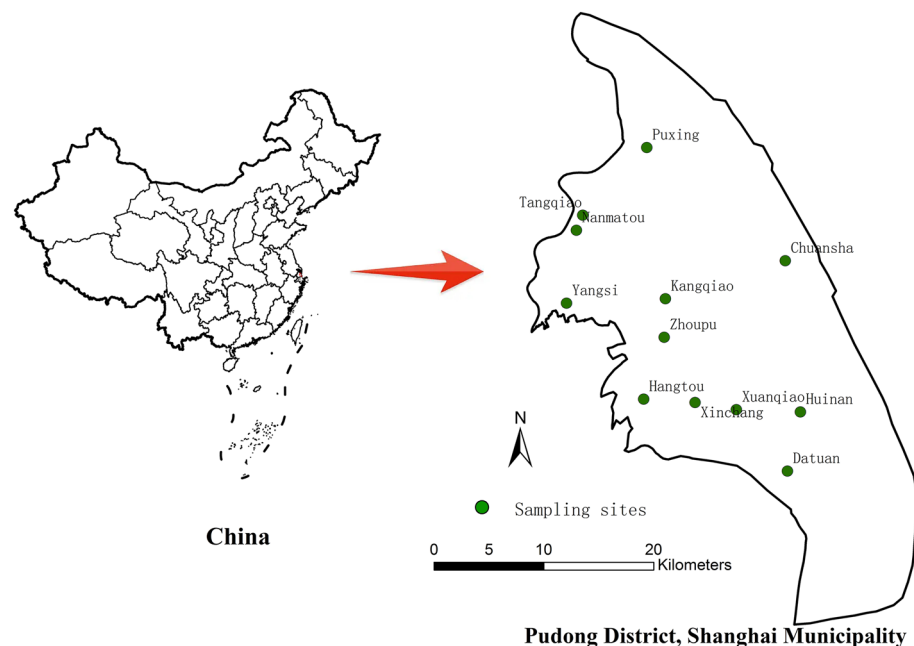 Puxing
Tangqiao
Nanmatou
Chuansha
Yangsi
Kangqiao
Zhoupu
Hangtou
Xinchang
Xuanqiao
Huinan
Datuan
N
Sampling sites
China
0 5 10 20
Kilometers
Pudong District, Shanghai Municipality